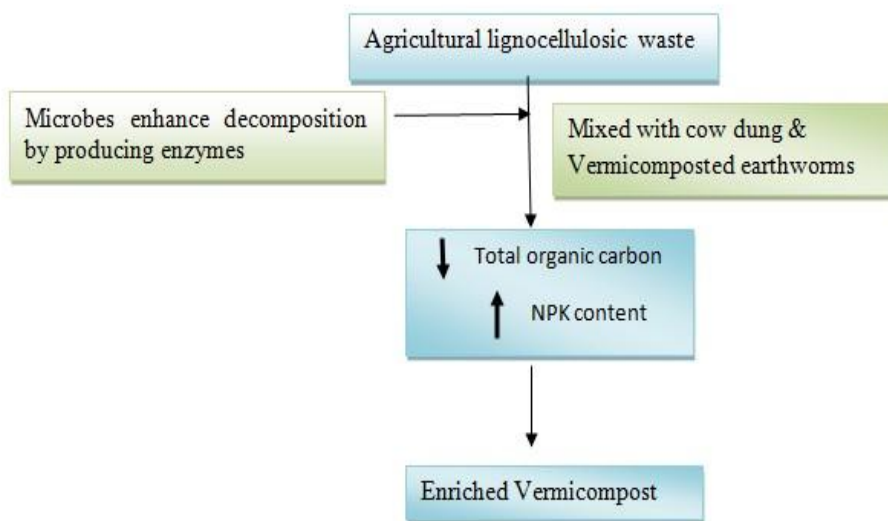 Agricultural lignocellulosic waste
Microbes enhance decomposition
by producing enzymes
Mixed with cow dung &
Vermicomposted earthworms
Total organic carbon
NPK content
Enriched Vermicompost